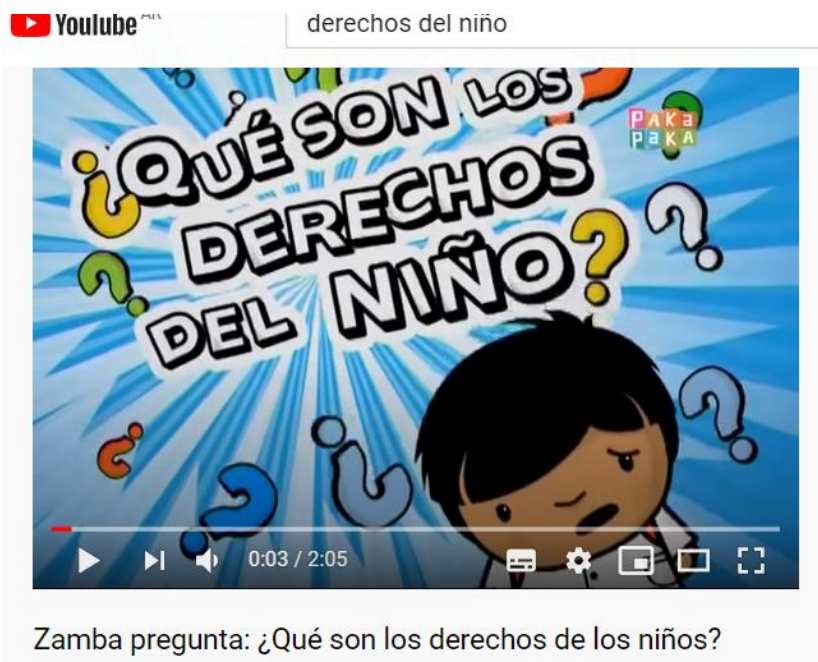 YouTube AR
derechos del niño
¿QUÉ SON LOS
DERECHOS
DEL NIÑO?
PAKa
PaKA
0:03 / 2:05
Zamba pregunta: ¿Qué son los derechos de los niños?